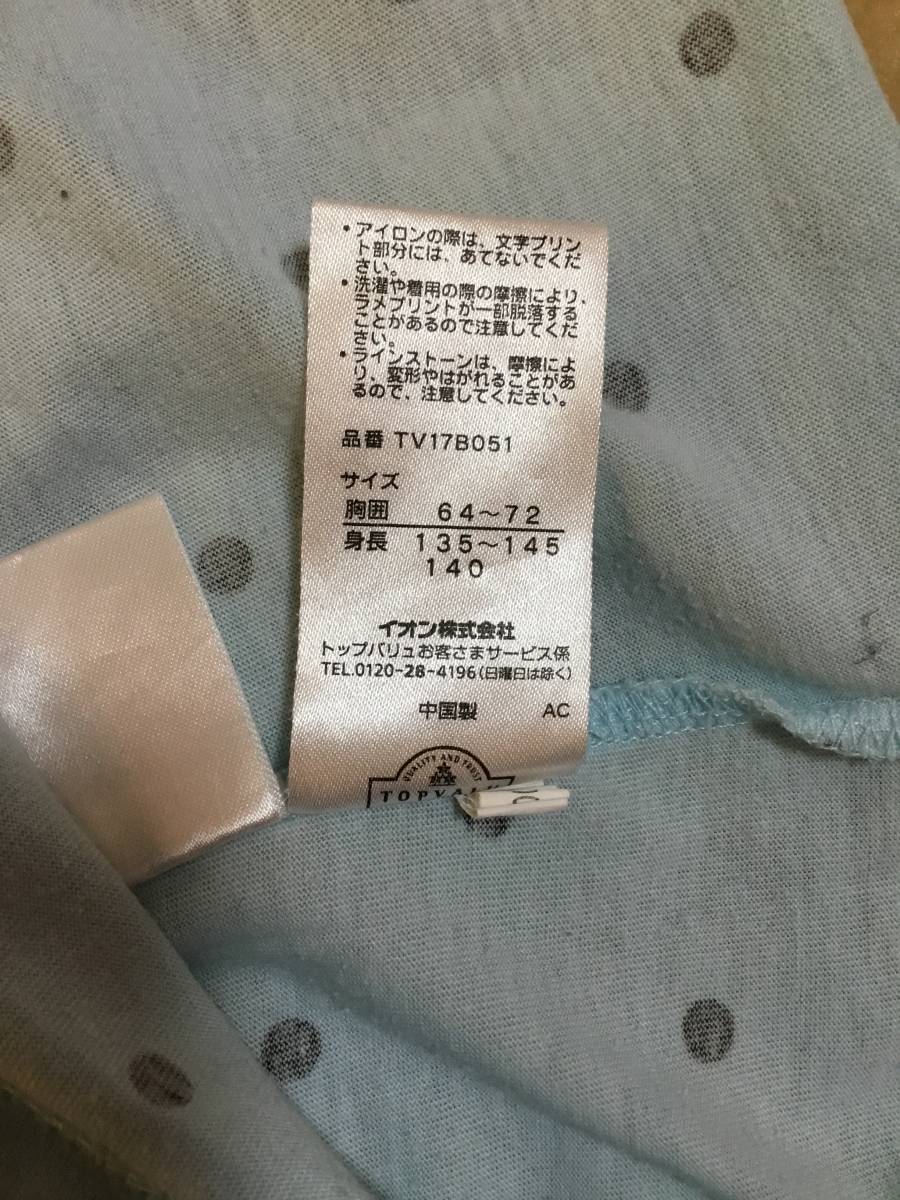 ・アイロンの際は、文字プリン
ト部分には、あてないでくだ
さい。
・洗濯や着用の際の摩擦により、
ラメプリントが一部脱落する
ことがあるので注意してくだ
さい。
・ラインストーンは、摩擦によ
り、変形やはがれることがあ
るので、注意してください。
品番 TV17B051
サイズ
胸囲 64～72
身長 135～145
140
イオン株式会社
トップバリュお客さまサービス係
TEL.0120-28-4196(日曜日は除く)
中国製 AC
QUALITY AND TRUST